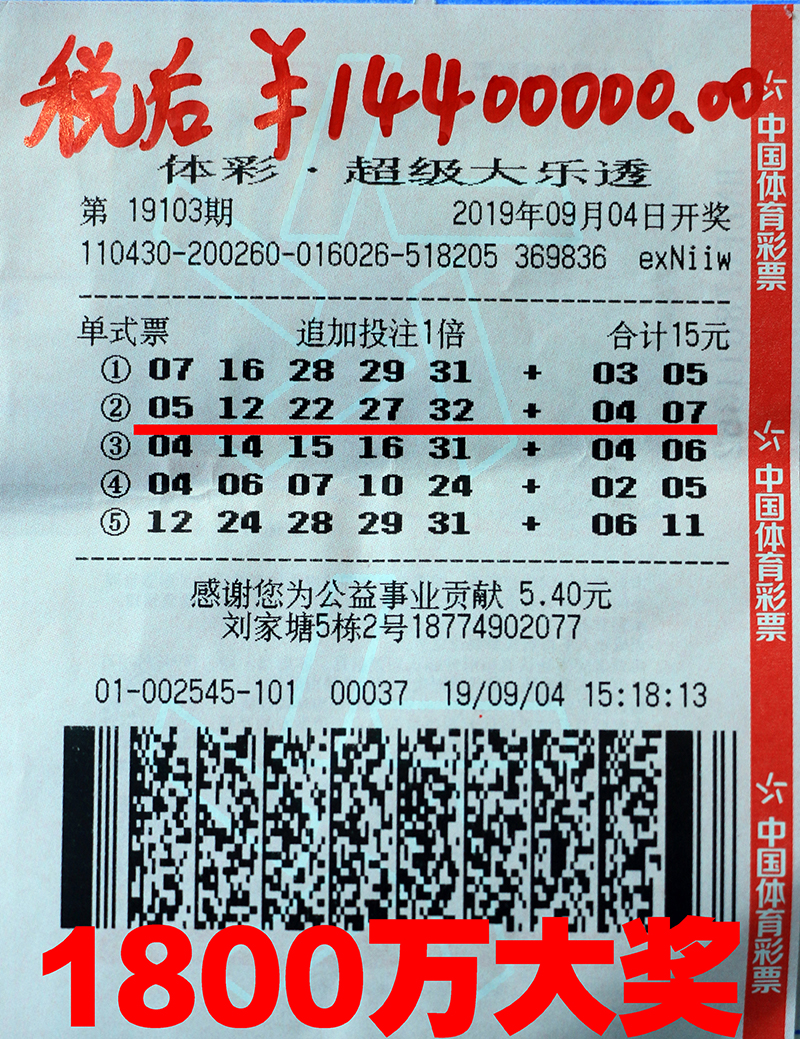 税后 ¥14400000.00
体彩·超级大乐透
第 19103期 2019年09月04日开奖
110430-200260-016026-518205 369836 exNiiw
单式票 追加投注1倍 合计15元
① 07 16 28 29 31 + 03 05
② 05 12 22 27 32 + 04 07
③ 04 14 15 16 31 + 04 06
④ 04 06 07 10 24 + 02 05
⑤ 12 24 28 29 31 + 06 11
感谢您为公益事业贡献 5.40元
刘家塘5栋2号18774902077
01-002545-101 00037 19/09/04 15:18:13
1800万大奖
中国体育彩票
中国体育彩票
中国体育彩票